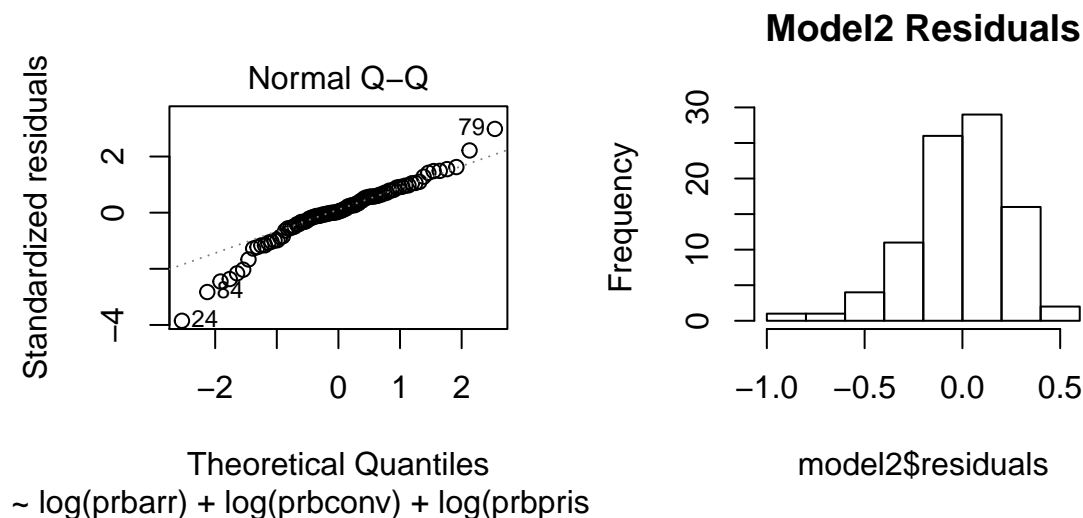 Normal Q−Q
Standardized residuals
2
0
−4
−2
0
1
2
79
84
24
Theoretical Quantiles
~ log(prbarr) + log(prbconv) + log(prbpris
Model2 Residuals
Frequency
30
20
10
0
−1.0
−0.5
0.0
0.5
model2$residuals